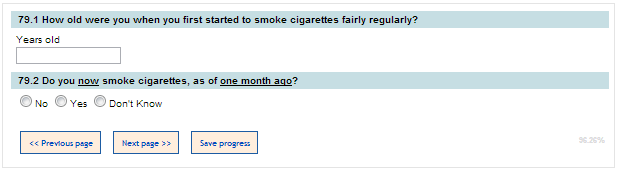 79.1 How old were you when you first started to smoke cigarettes fairly regularly?
Years old
79.2 Do you now smoke cigarettes, as of one month ago?
No Yes Don't Know
<< Previous page Next page >> Save progress
96.26%